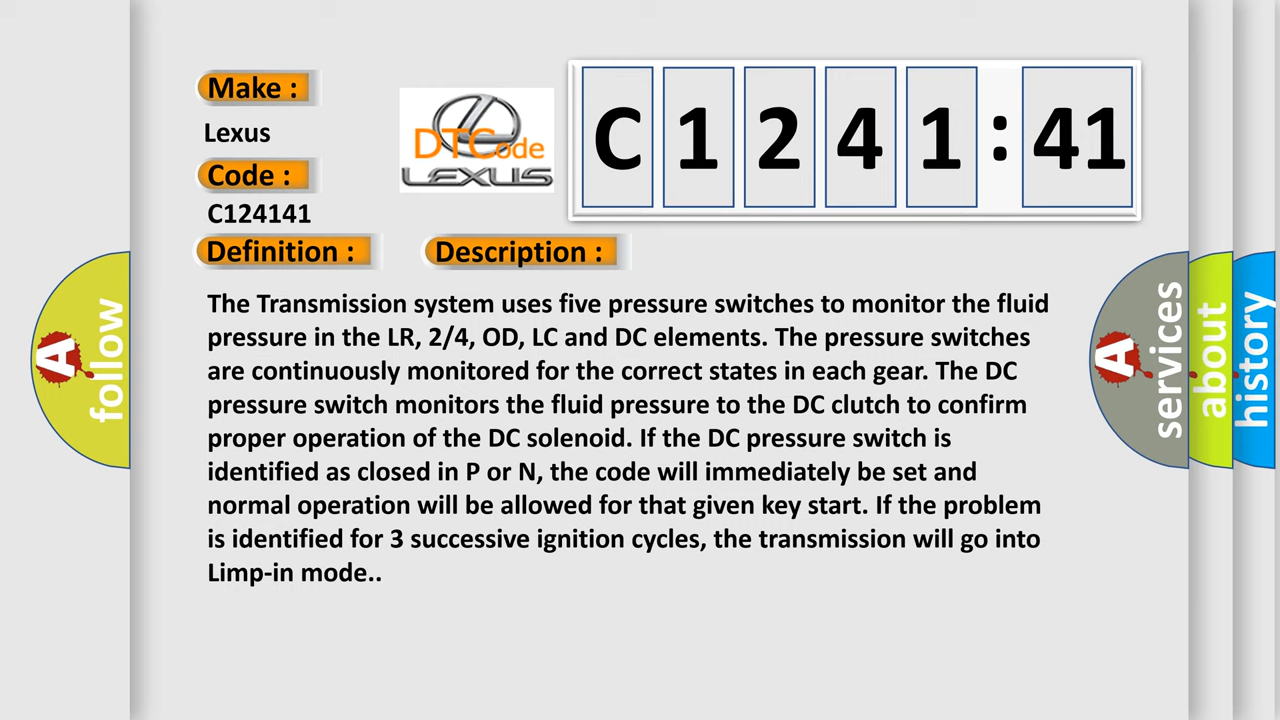 Make :
Lexus
Code :
C124141
DTCode
LEXUS
C1241:41
Definition :
Description :
The Transmission system uses five pressure switches to monitor the fluid
pressure in the LR, 2/4, OD, LC and DC elements. The pressure switches
are continuously monitored for the correct states in each gear. The DC
pressure switch monitors the fluid pressure to the DC clutch to confirm
proper operation of the DC solenoid. If the DC pressure switch is
identified as closed in P or N, the code will immediately be set and
normal operation will be allowed for that given key start. If the problem
is identified for 3 successive ignition cycles, the transmission will go into
Limp-in mode..
A
follow
A
services
about
history